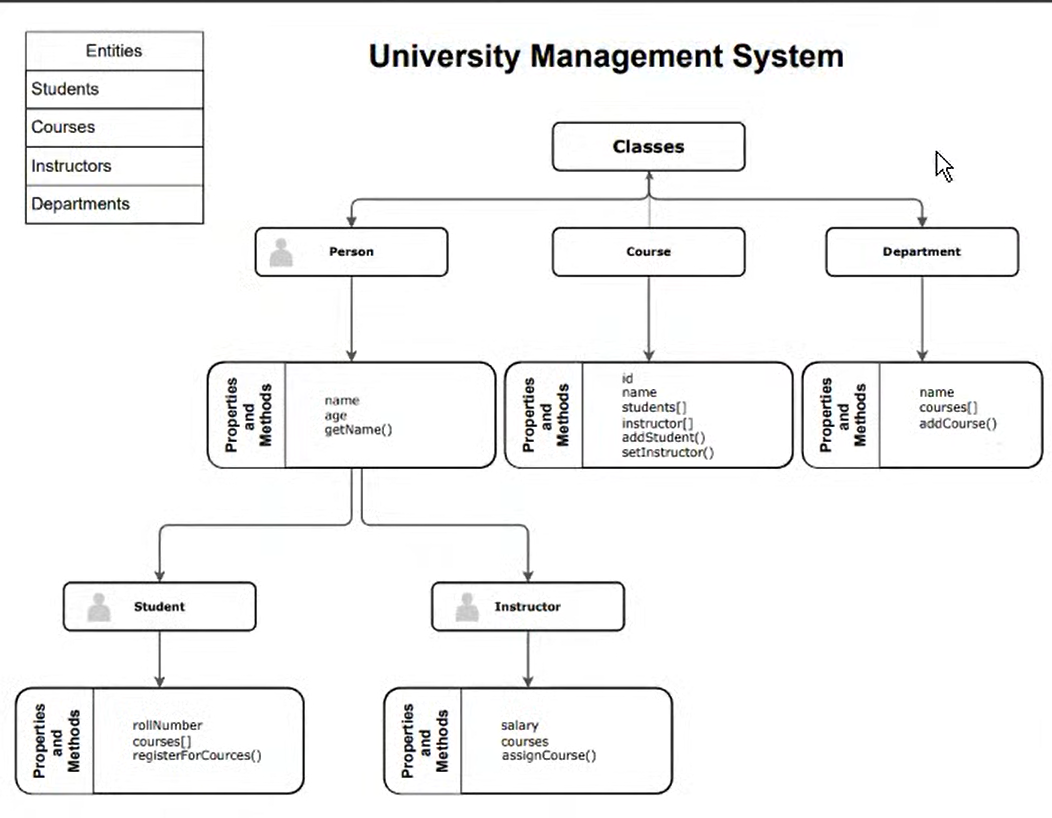 Entities
Students
Courses
Instructors
Departments
University Management System
Classes
Person
Course
Department
Properties
and
Methods
name
age
getName()
Properties
and
Methods
id
name
students[]
instructor[]
addStudent()
setInstructor()
Properties
and
Methods
name
courses[]
addCourse()
Student
Instructor
Properties
and
Methods
rollNumber
courses[]
registerForCources()
Properties
and
Methods
salary
courses
assignCourse()